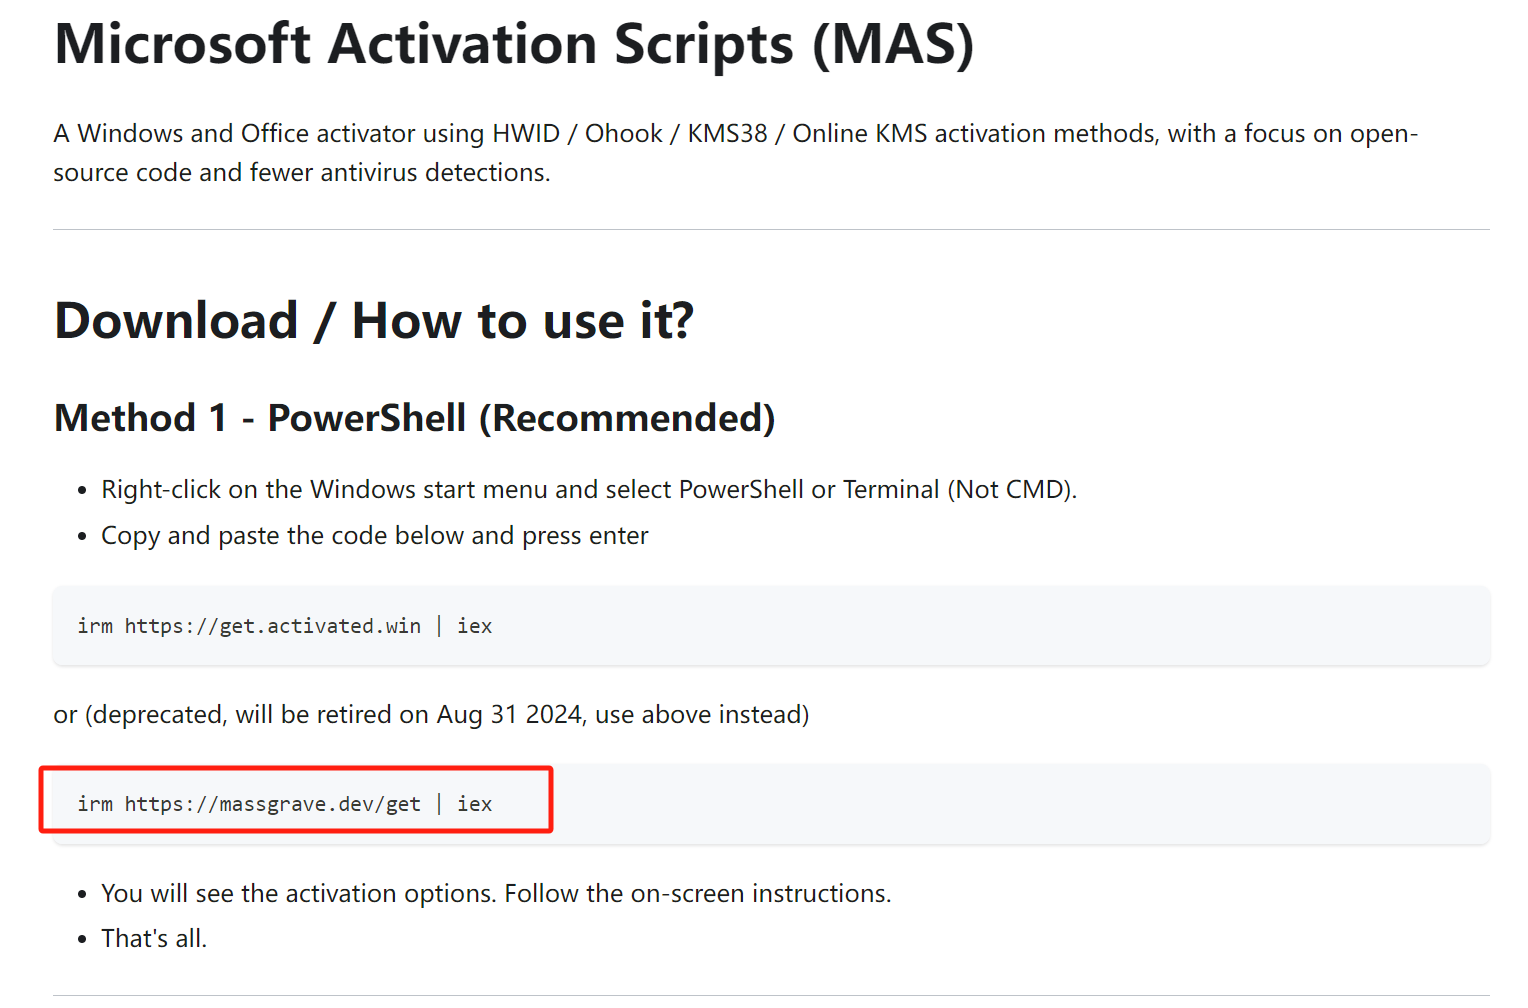 Microsoft Activation Scripts (MAS)
A Windows and Office activator using HWID / Ohook / KMS38 / Online KMS activation methods, with a focus on open-
source code and fewer antivirus detections.
Download / How to use it?
Method 1 - PowerShell (Recommended)
• Right-click on the Windows start menu and select PowerShell or Terminal (Not CMD).
• Copy and paste the code below and press enter
irm https://get.activated.win | iex
or (deprecated, will be retired on Aug 31 2024, use above instead)
irm https://massgrave.dev/get | iex
• You will see the activation options. Follow the on-screen instructions.
• That's all.